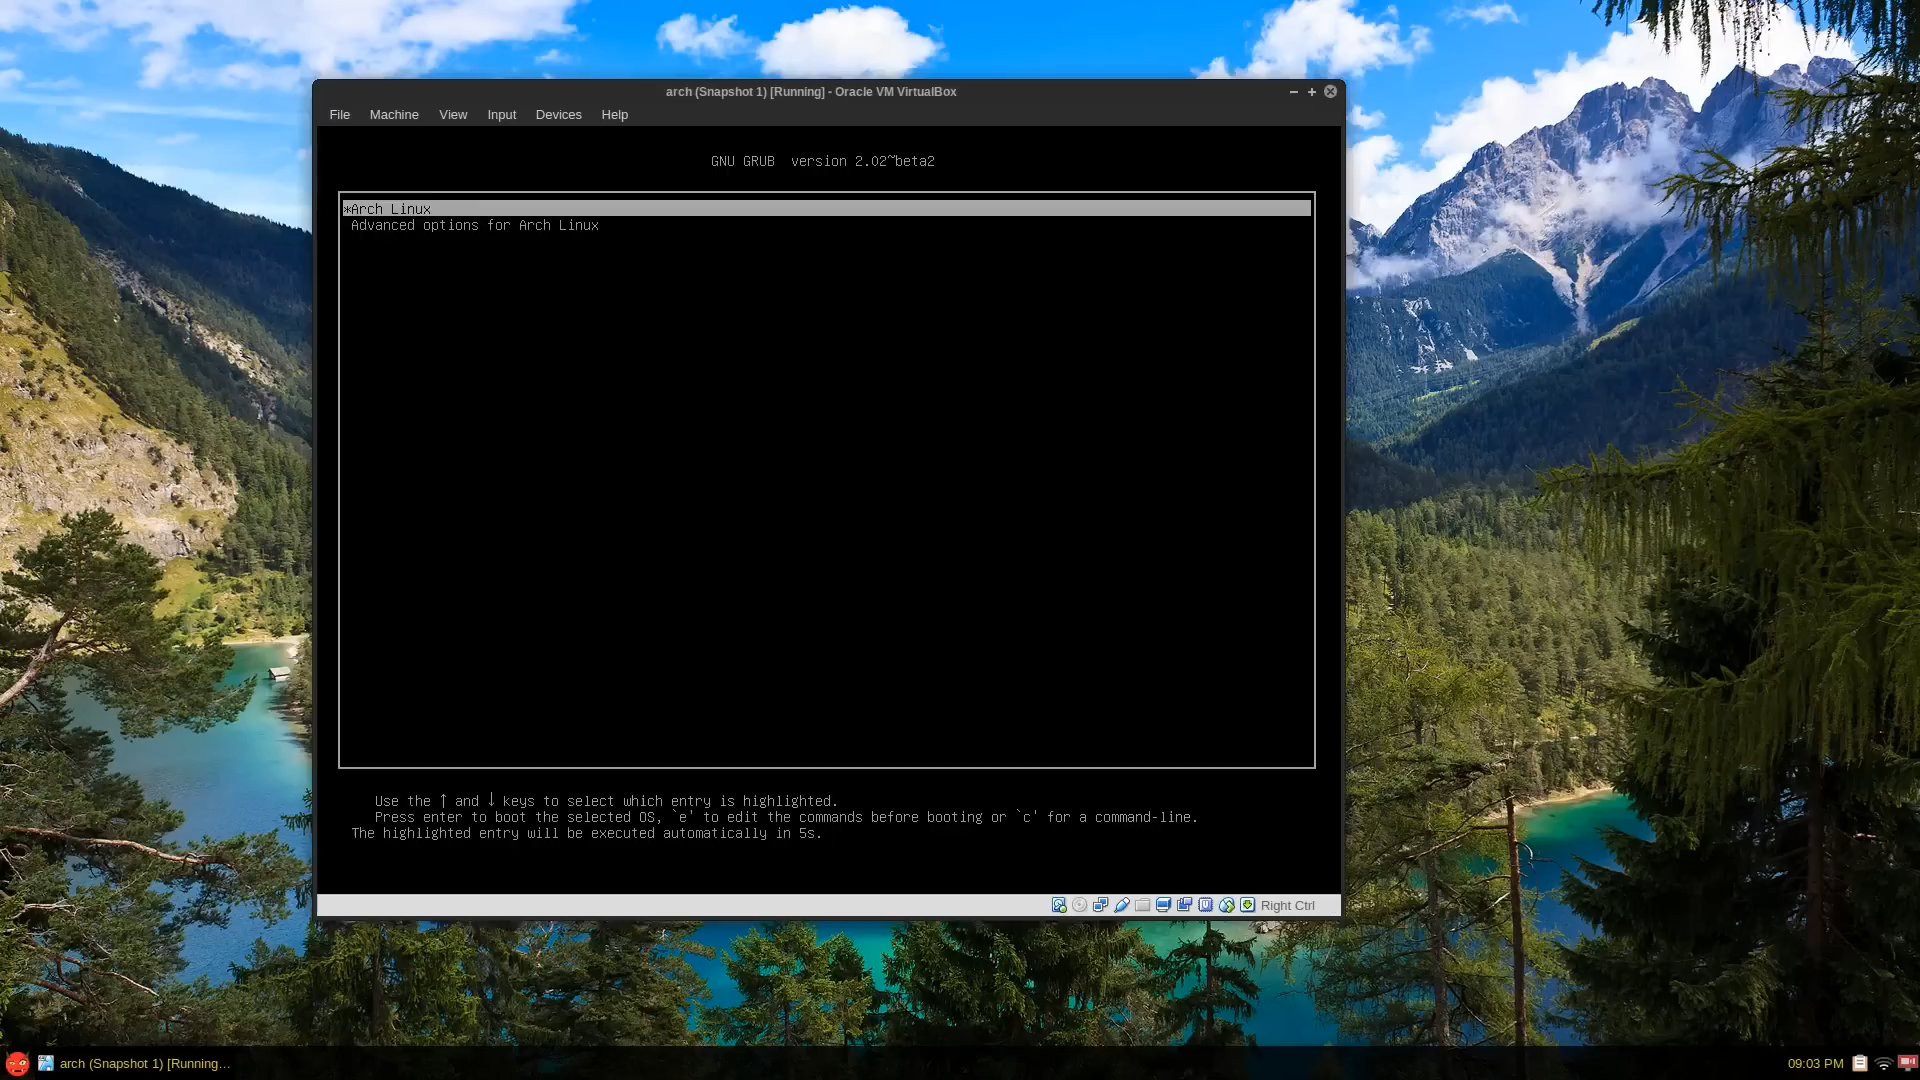 arch (Snapshot 1) [Running] - Oracle VM VirtualBox
File Machine View Input Devices Help
GNU GRUB  version 2.02~beta2
*Arch Linux
Advanced options for Arch Linux
Use the ↑ and ↓ keys to select which entry is highlighted.
Press enter to boot the selected OS, `e' to edit the commands before booting or `c' for a command-line.
The highlighted entry will be executed automatically in 5s.
Right Ctrl
arch (Snapshot 1) [Running...
09:03 PM